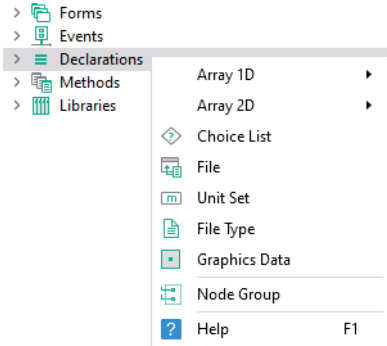 Forms
Events
Declarations
Methods
Libraries
Array 1D
Array 2D
Choice List
File
m Unit Set
File Type
Graphics Data
Node Group
? Help F1